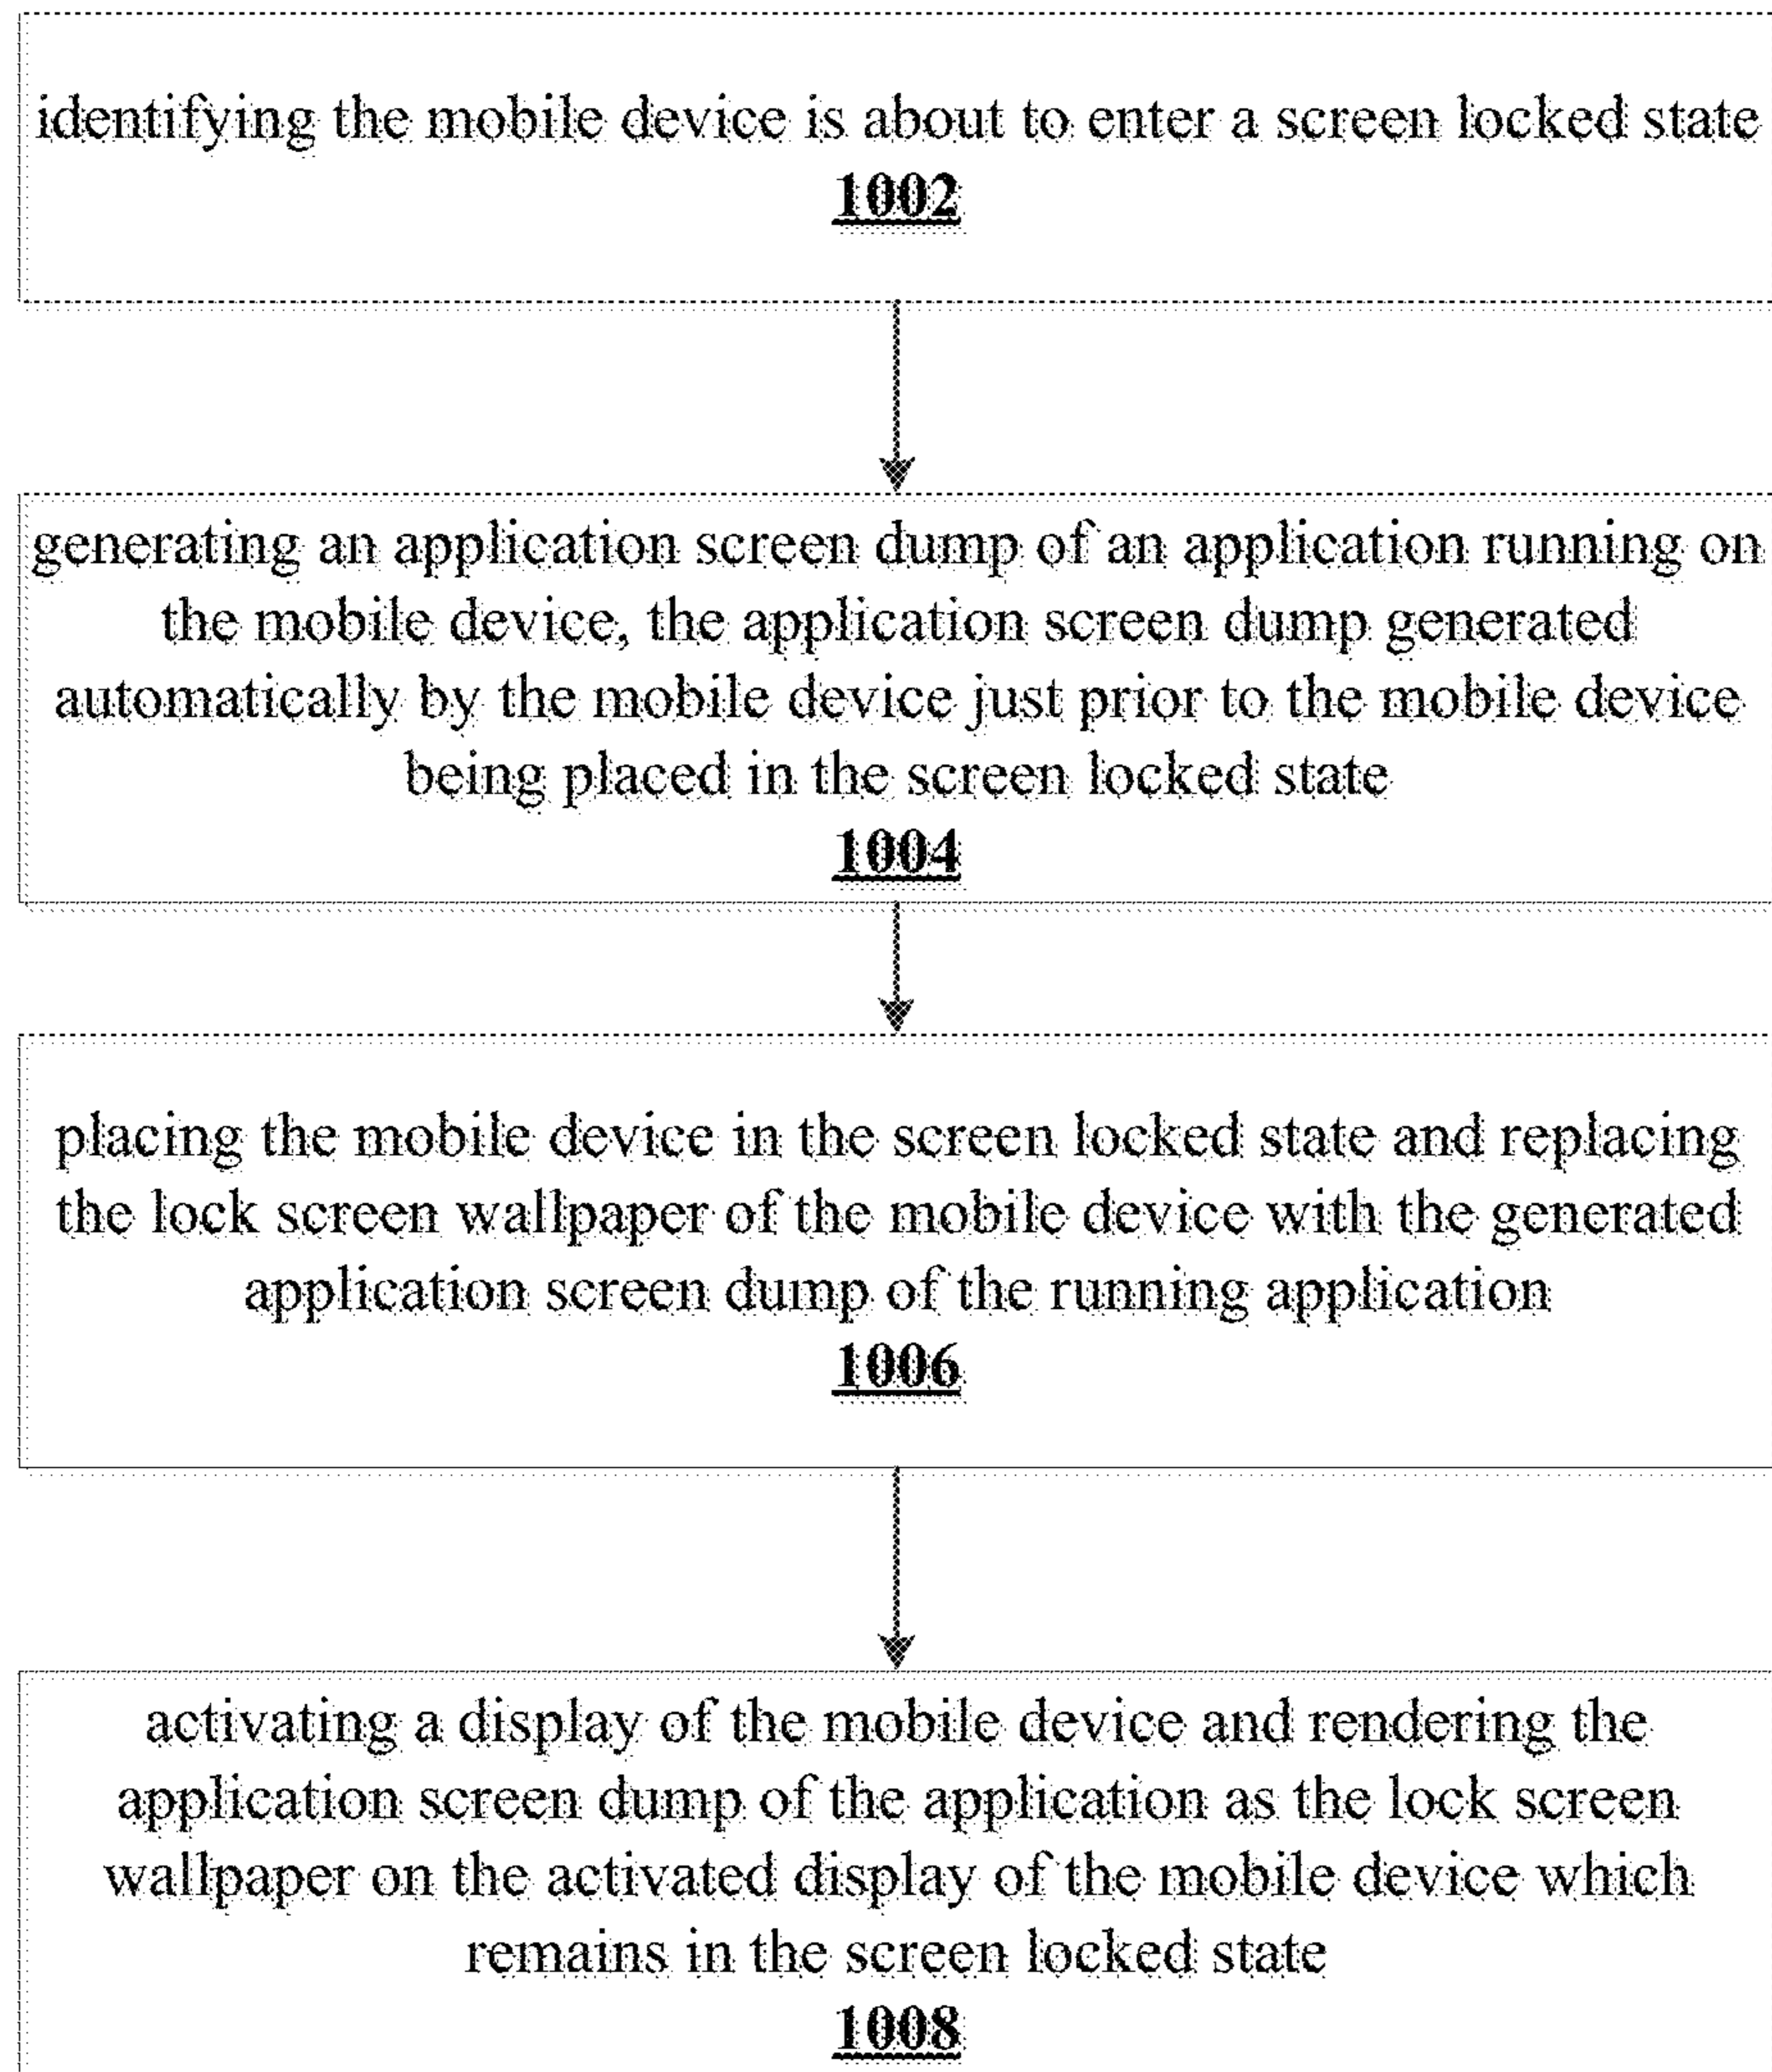 identifying the mobile device is about to enter a screen locked state
1002
generating an application screen dump of an application running on
the mobile device, the application screen dump generated
automatically by the mobile device just prior to the mobile device
being placed in the screen locked state
1004
placing the mobile device in the screen locked state and replacing
the lock screen wallpaper of the mobile device with the generated
application screen dump of the running application
1006
activating a display of the mobile device and rendering the
application screen dump of the application as the lock screen
wallpaper on the activated display of the mobile device which
remains in the screen locked state
1008